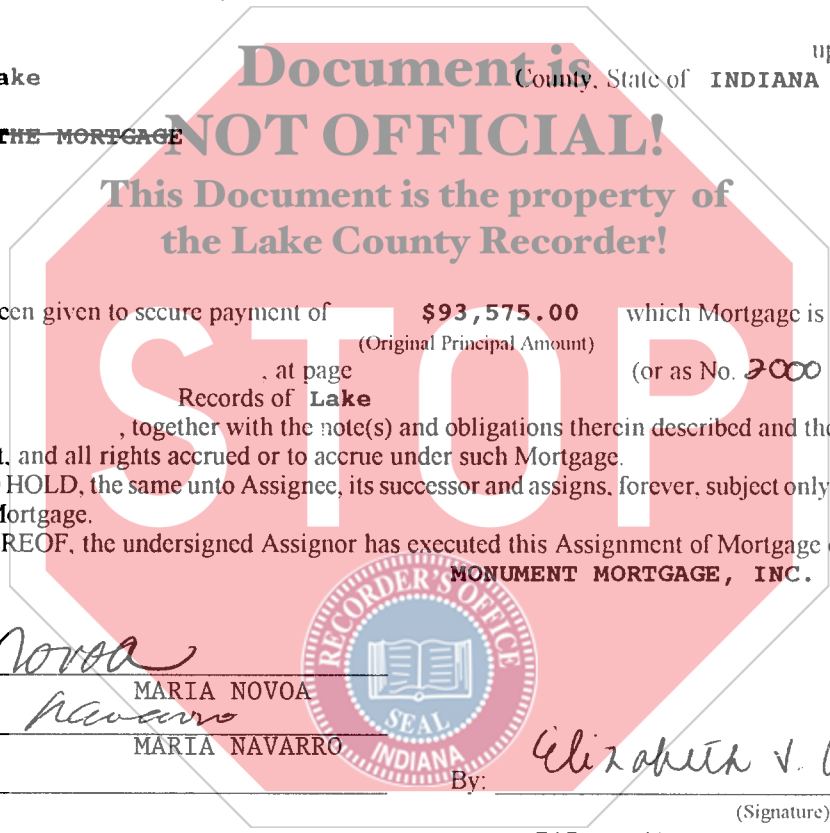 Document is
ake County, State of INDIANA
THE MORTGAGE
NOT OFFICIAL!
This Document is the property of
the Lake County Recorder!
een given to secure payment of $93,575.00 which Mortgage is
(Original Principal Amount)
, at page (or as No. 2000
Records of Lake
, together with the note(s) and obligations therein described and the
t, and all rights accrued or to accrue under such Mortgage.
HOLD, the same unto Assignee, its successor and assigns, forever, subject only
Mortgage.
REOF, the undersigned Assignor has executed this Assignment of Mortgage
MONUMENT MORTGAGE, INC.
STOP
RECORDER'S OFFICE
SEAL
INDIANA
Novoa
MARIA NOVOA
Navarro
MARIA NAVARRO
By: Elizabeth J.
(Signature)